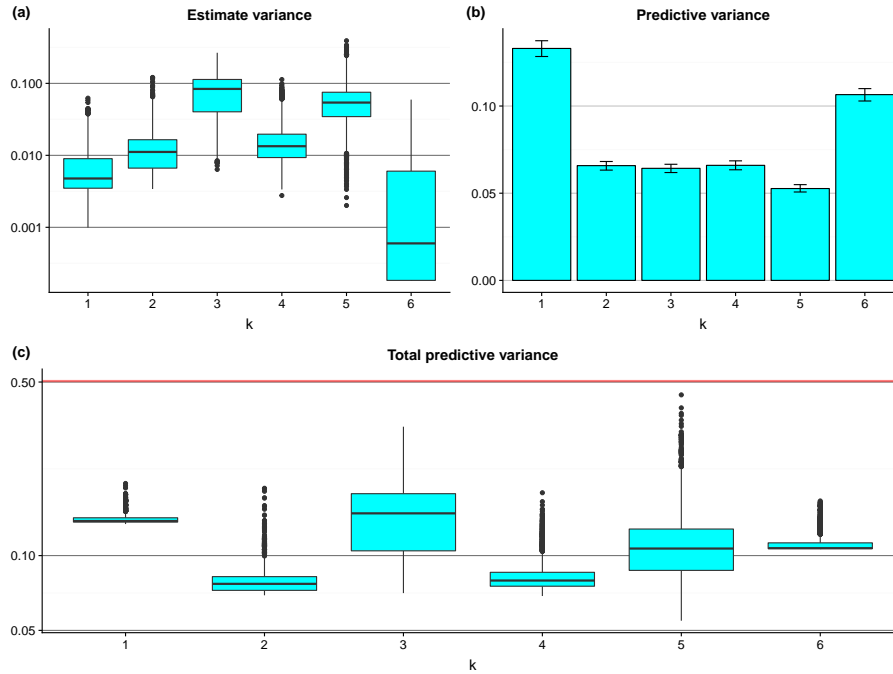 (a)
Estimate variance
0.100
0.010
0.001
1 2 3 4 5 6
k
(b)
Predictive variance
0.10
0.05
0.00
1 2 3 4 5 6
k
(c)
Total predictive variance
0.50
0.10
0.05
1 2 3 4 5 6
k